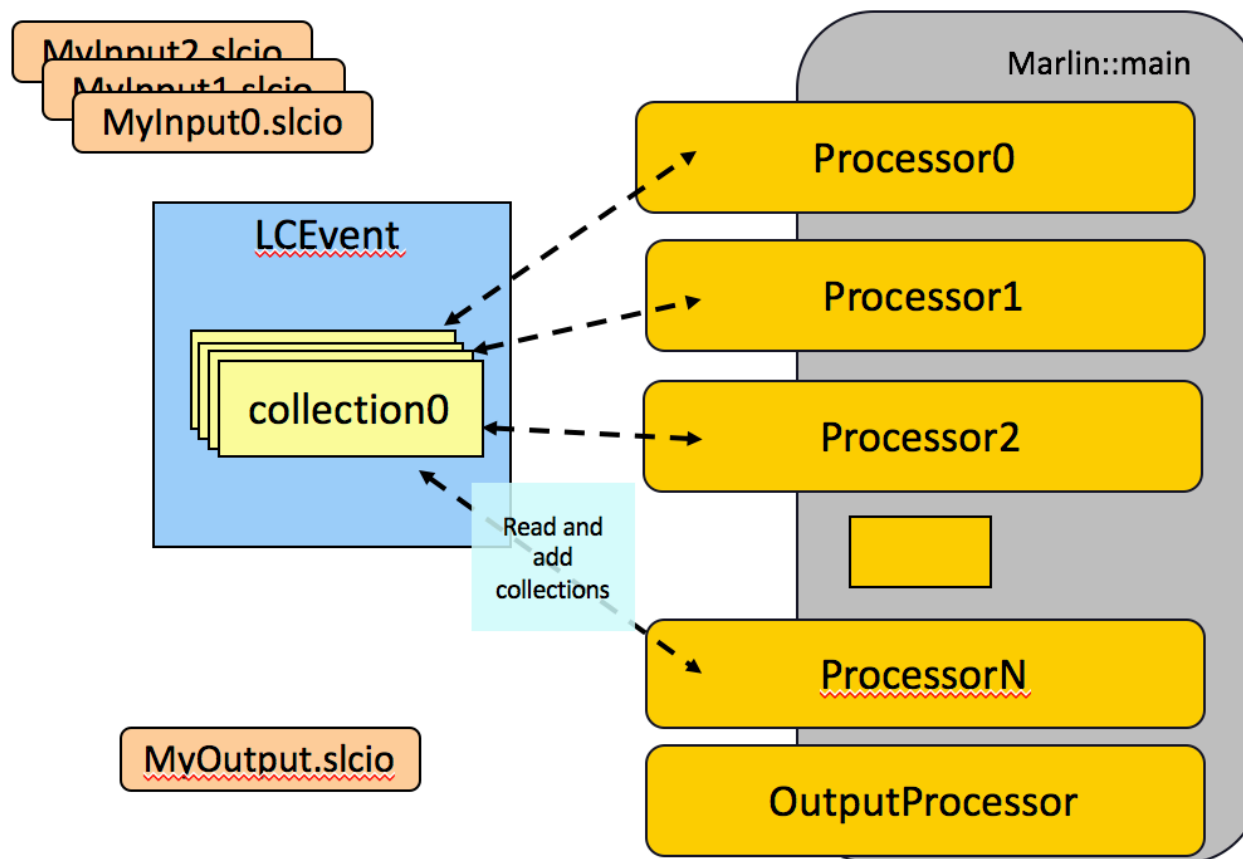 MyInput2.slcio
MyInput1.slcio
MyInput0.slcio
Marlin::main
Processor0
LCEvent
Processor1
collection0
Processor2
Read and
add
collections
ProcessorN
MyOutput.slcio
OutputProcessor